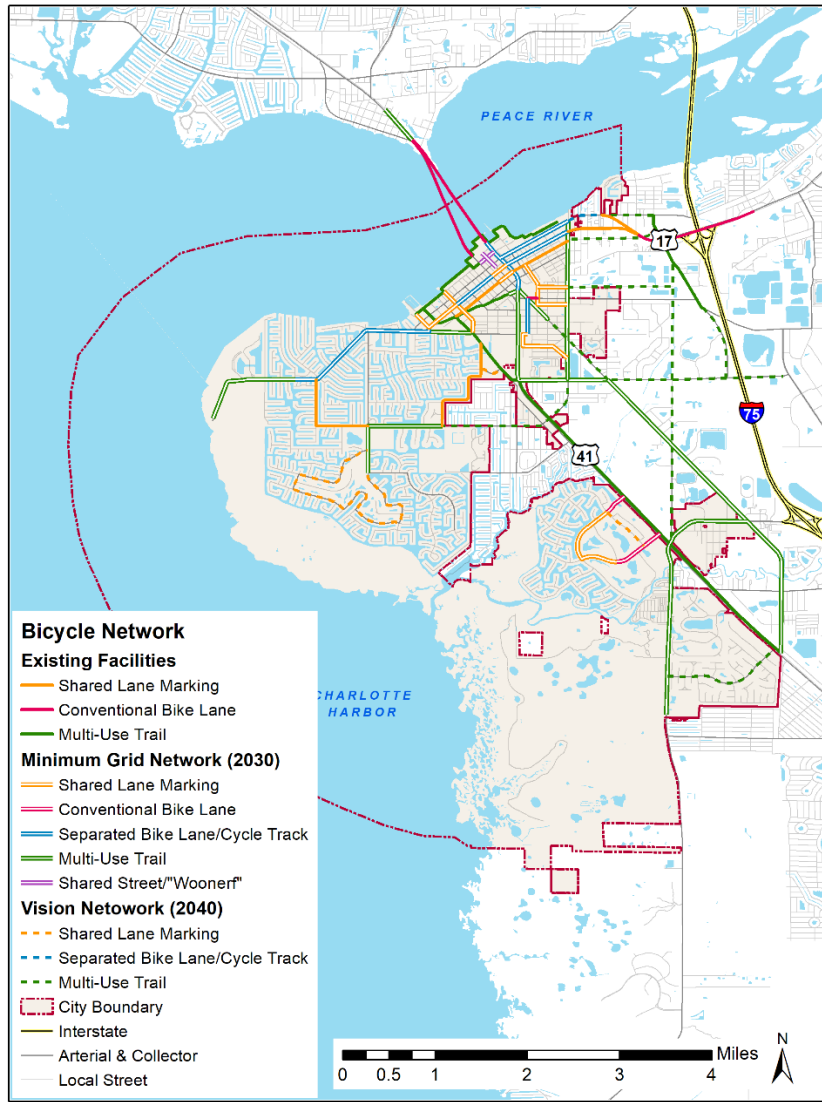 PEACE RIVER
17
75
41
CHARLOTTE
HARBOR
Bicycle Network
Existing Facilities
Shared Lane Marking
Conventional Bike Lane
Multi-Use Trail
Minimum Grid Network (2030)
Shared Lane Marking
Conventional Bike Lane
Separated Bike Lane/Cycle Track
Multi-Use Trail
Shared Street/"Woonerf"
Vision Netowork (2040)
Shared Lane Marking
Separated Bike Lane/Cycle Track
Multi-Use Trail
City Boundary
Interstate
Arterial & Collector
Local Street
Miles
0 0.5 1 2 3 4
N